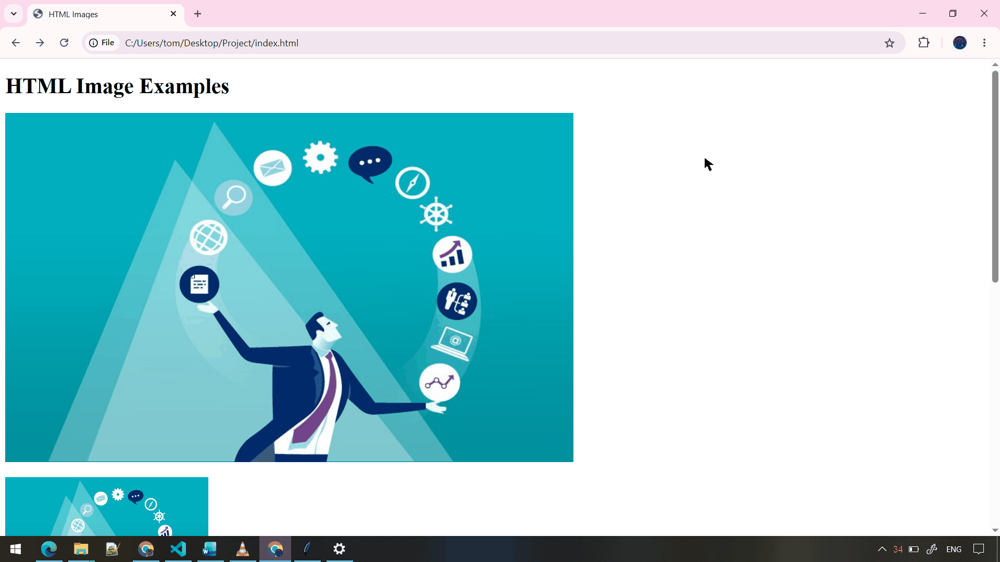 HTML Images
File
C:/Users/tom/Desktop/Project/index.html
HTML Image Examples
@
W
34
ENG